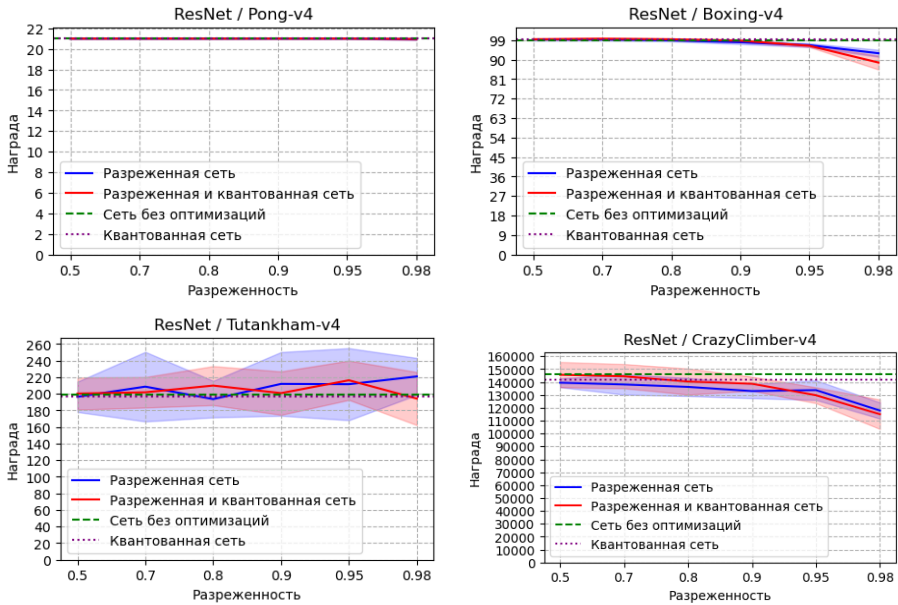 ResNet / Pong-v4
22
20
18
16
14
12
10
8
6
4
2
0
Награда
Разреженная сеть
Разреженная и квантованная сеть
Сеть без оптимизаций
Квантованная сеть
0.5 0.7 0.8 0.9 0.95 0.98
Разреженность
ResNet / Boxing-v4
99
90
81
72
63
54
45
36
27
18
9
0
Награда
Разреженная сеть
Разреженная и квантованная сеть
Сеть без оптимизаций
Квантованная сеть
0.5 0.7 0.8 0.9 0.95 0.98
Разреженность
ResNet / Tutankham-v4
260
240
220
200
180
160
140
120
100
80
60
40
20
0
Награда
Разреженная сеть
Разреженная и квантованная сеть
Сеть без оптимизаций
Квантованная сеть
0.5 0.7 0.8 0.9 0.95 0.98
Разреженность
ResNet / CrazyClimber-v4
160000
150000
140000
130000
120000
110000
100000
90000
80000
70000
60000
50000
40000
30000
20000
10000
0
Награда
Разреженная сеть
Разреженная и квантованная сеть
Сеть без оптимизаций
Квантованная сеть
0.5 0.7 0.8 0.9 0.95 0.98
Разреженность